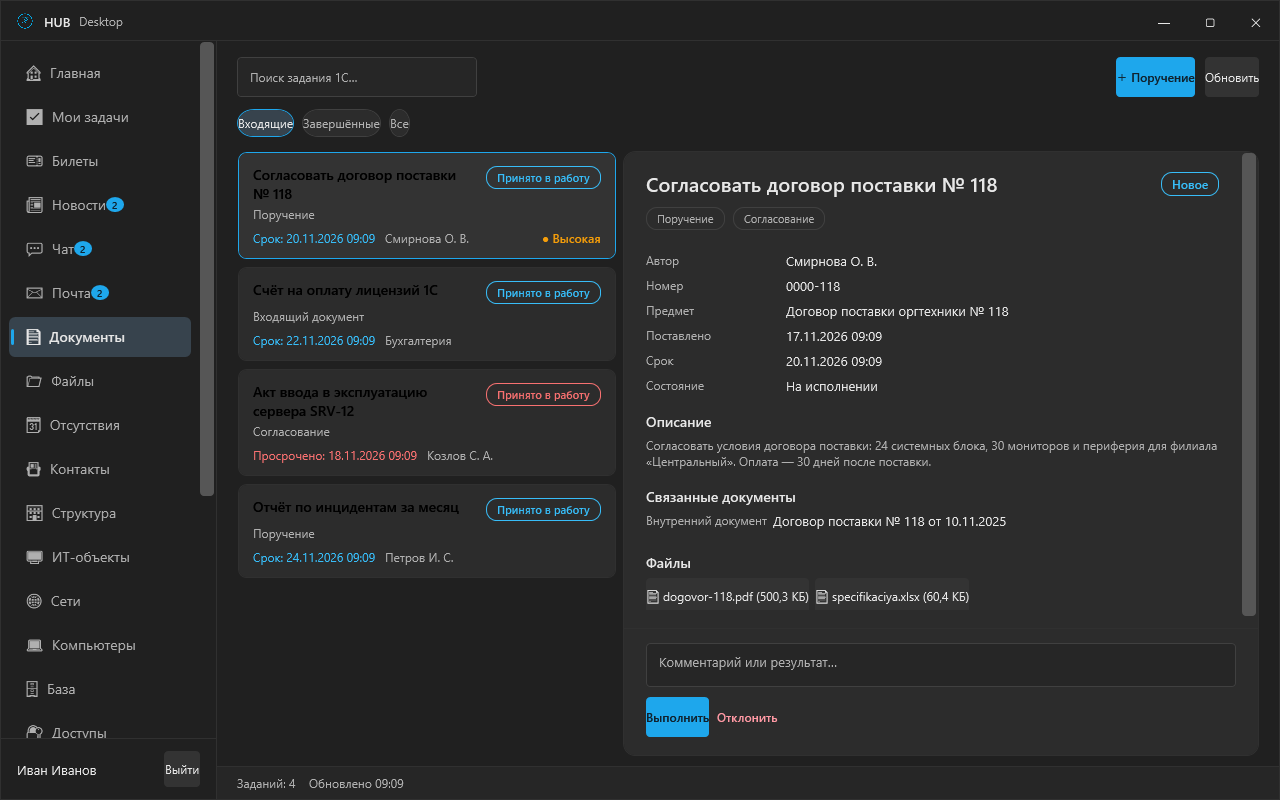 HUB Desktop
Главная
Мои задачи
Билеты
Новости 2
Чат 2
Почта 2
Документы
Файлы
31 Отсутствия
Контакты
Структура
ИТ-объекты
Сети
Компьютеры
База
Доступы
Иван Иванов Выйти
Поиск задания 1С...
+ Поручение Обновить
Входящие Завершённые Все
Согласовать договор поставки № 118
Принято в работу
Поручение
Срок: 20.11.2026 09:09 Смирнова О. В. ● Высокая
Счёт на оплату лицензий 1С
Принято в работу
Входящий документ
Срок: 22.11.2026 09:09 Бухгалтерия
Акт ввода в эксплуатацию
сервера SRV-12
Принято в работу
Согласование
Просрочено: 18.11.2026 09:09 Козлов С. А.
Отчёт по инцидентам за месяц
Принято в работу
Поручение
Срок: 24.11.2026 09:09 Петров И. С.
Согласовать договор поставки № 118
Новое
Поручение Согласование
Автор Смирнова О. В.
Номер 0000-118
Предмет Договор поставки оргтехники № 118
Поставлено 17.11.2026 09:09
Срок 20.11.2026 09:09
Состояние На исполнении
Описание
Согласовать условия договора поставки: 24 системных блока, 30 мониторов и периферия для филиала
«Центральный». Оплата — 30 дней после поставки.
Связанные документы
Внутренний документ Договор поставки № 118 от 10.11.2025
Файлы
dogovor-118.pdf (500,3 КБ) specifikaciya.xlsx (60,4 КБ)
Комментарий или результат...
Выполнить Отклонить
Заданий: 4 Обновлено 09:09